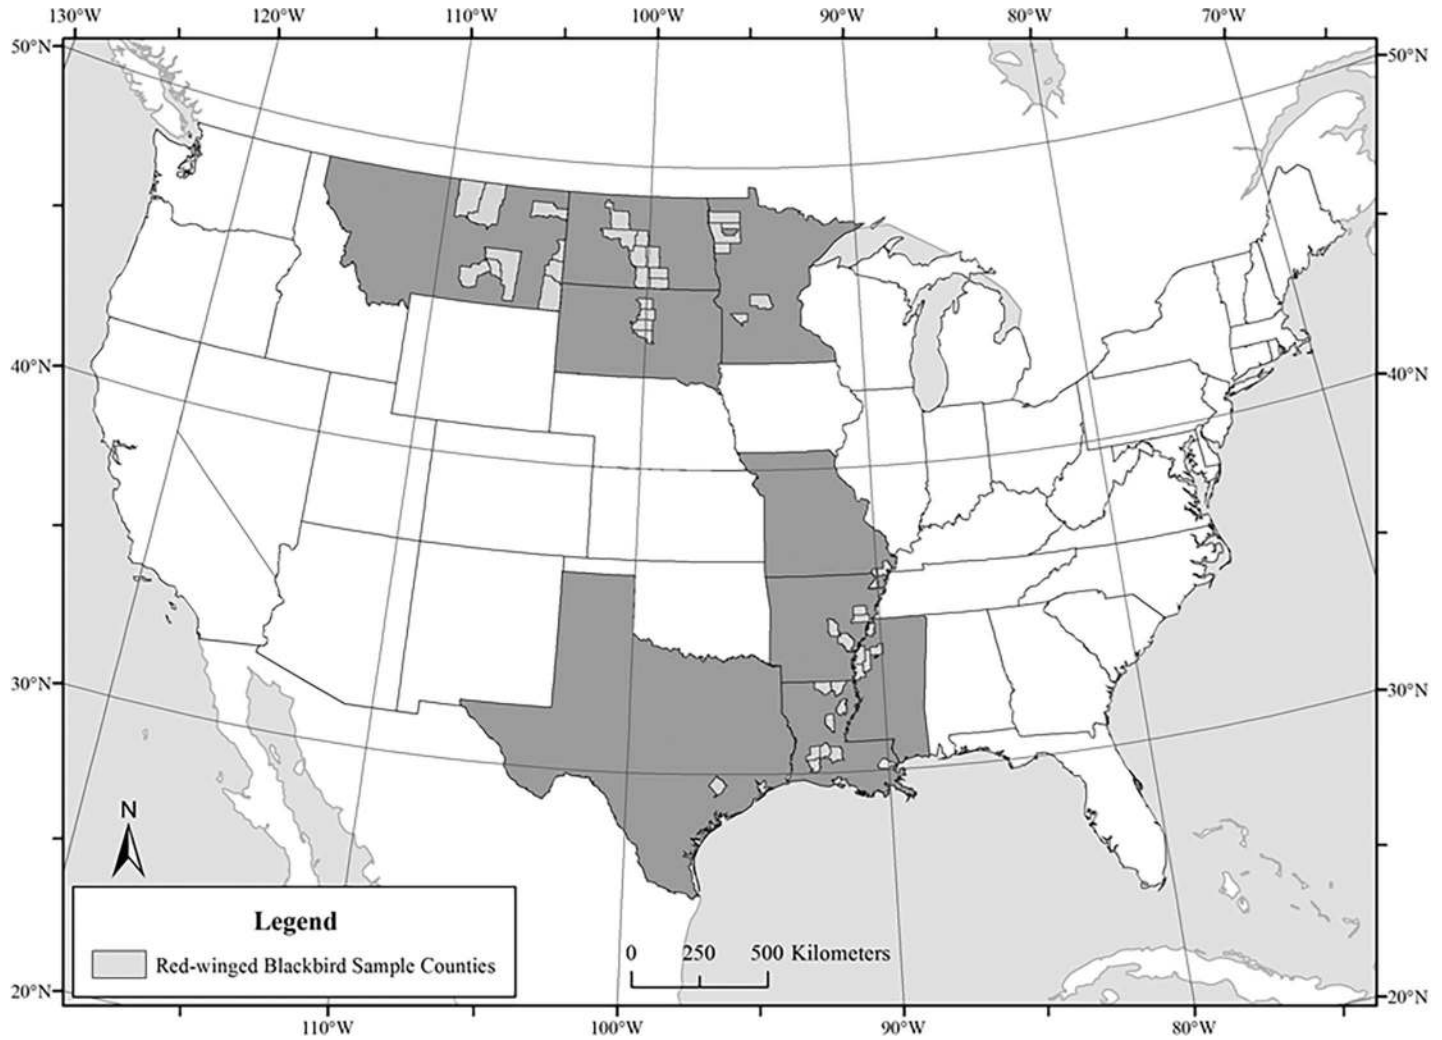 130°W 120°W 110°W 100°W 90°W 80°W 70°W
50°N 50°N
40°N 40°N
30°N 30°N
N
Legend
Red-winged Blackbird Sample Counties
0 250 500 Kilometers
20°N 20°N
110°W 100°W 90°W 80°W